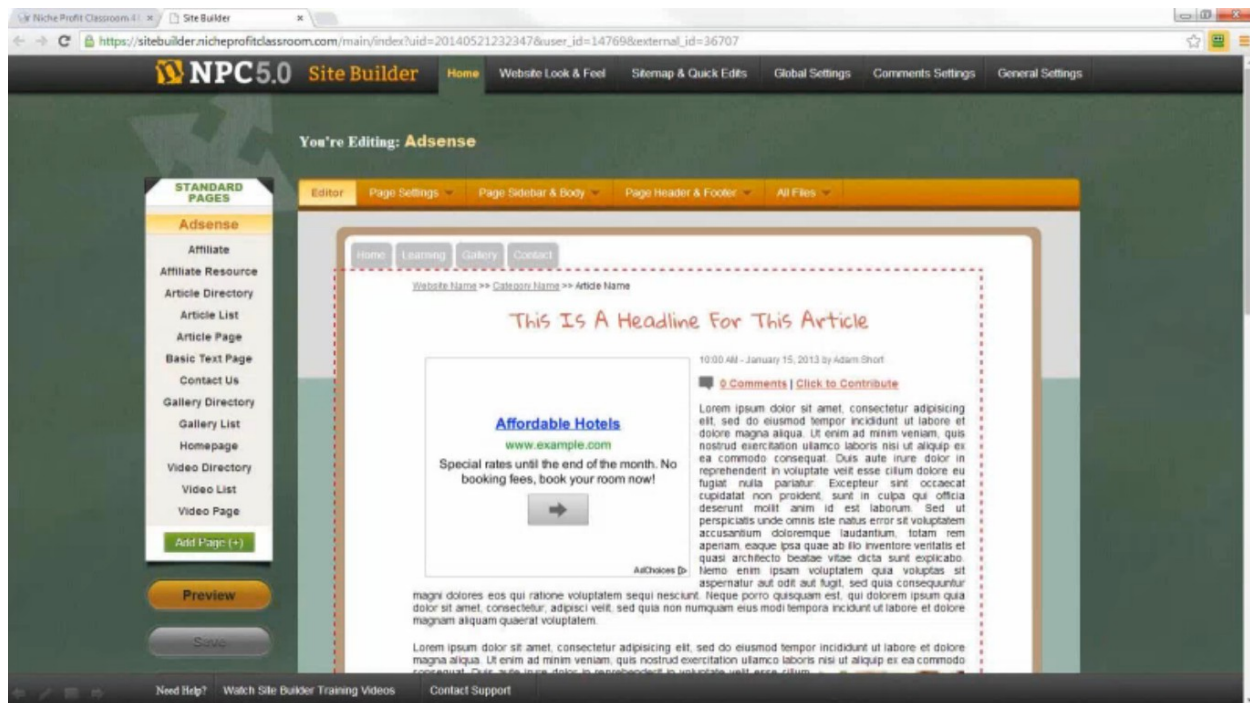 Niche Profit Classroom 4
Site Builder
https://sitebuilder.nicheprofitclassroom.com/main/index?uid=20140521232347&user_id=14769&external_id=36707
NPC5.0 Site Builder Home Website Look & Feel Sitemap & Quick Edits Global Settings Comments Settings General Settings
You're Editing: Adsense
STANDARD
PAGES
Adsense
Affiliate
Affiliate Resource
Article Directory
Article List
Article Page
Basic Text Page
Contact Us
Gallery Directory
Gallery List
Homepage
Video Directory
Video List
Video Page
Add Page (+)
Preview
Save
Editor Page Settings Page Sidebar & Body Page Header & Footer All Files
Home Learning Gallery Contact
Website Name >> Category Name >> Article Name
This Is A Headline For This Article
Affordable Hotels
www.example.com
Special rates until the end of the month. No
booking fees, book your room now!
AdChoices
10:00 AM - January 15, 2013 by Adam Short
0 Comments | Click to Contribute
Lorem ipsum dolor sit amet, consectetur adipisicing
elit, sed do eiusmod tempor incididunt ut labore et
dolore magna aliqua. Ut enim ad minim veniam, quis
nostrud exercitation ullamco laboris nisi ut aliquip ex
ea commodo consequat. Duis aute irure dolor in
reprehenderit in voluptate velit esse cillum dolore eu
fugiat nulla pariatur. Excepteur sint occaecat
cupidatat non proident, sunt in culpa qui officia
deserunt mollit anim id est laborum. Sed ut
perspiciatis unde omnis iste natus error sit voluptatem
accusantium doloremque laudantium, totam rem
aperiam, eaque ipsa quae ab illo inventore veritatis et
quasi architecto beatae vitae dicta sunt explicabo.
Nemo enim ipsam voluptatem quia voluptas sit
aspernatur aut odit aut fugit, sed quia consequuntur
magni dolores eos qui ratione voluptatem sequi nesciunt. Neque porro quisquam est, qui dolorem ipsum quia
dolor sit amet, consectetur, adipisci velit, sed quia non numquam eius modi tempora incidunt ut labore et dolore
magnam aliquam quaerat voluptatem.
Lorem ipsum dolor sit amet, consectetur adipisicing elit, sed do eiusmod tempor incididunt ut labore et dolore
magna aliqua. Ut enim ad minim veniam, quis nostrud exercitation ullamco laboris nisi ut aliquip ex ea commodo
consequat. Duis aute irure dolor in reprehenderit in voluptate velit esse cillum
Need Help? Watch Site Builder Training Videos Contact Support